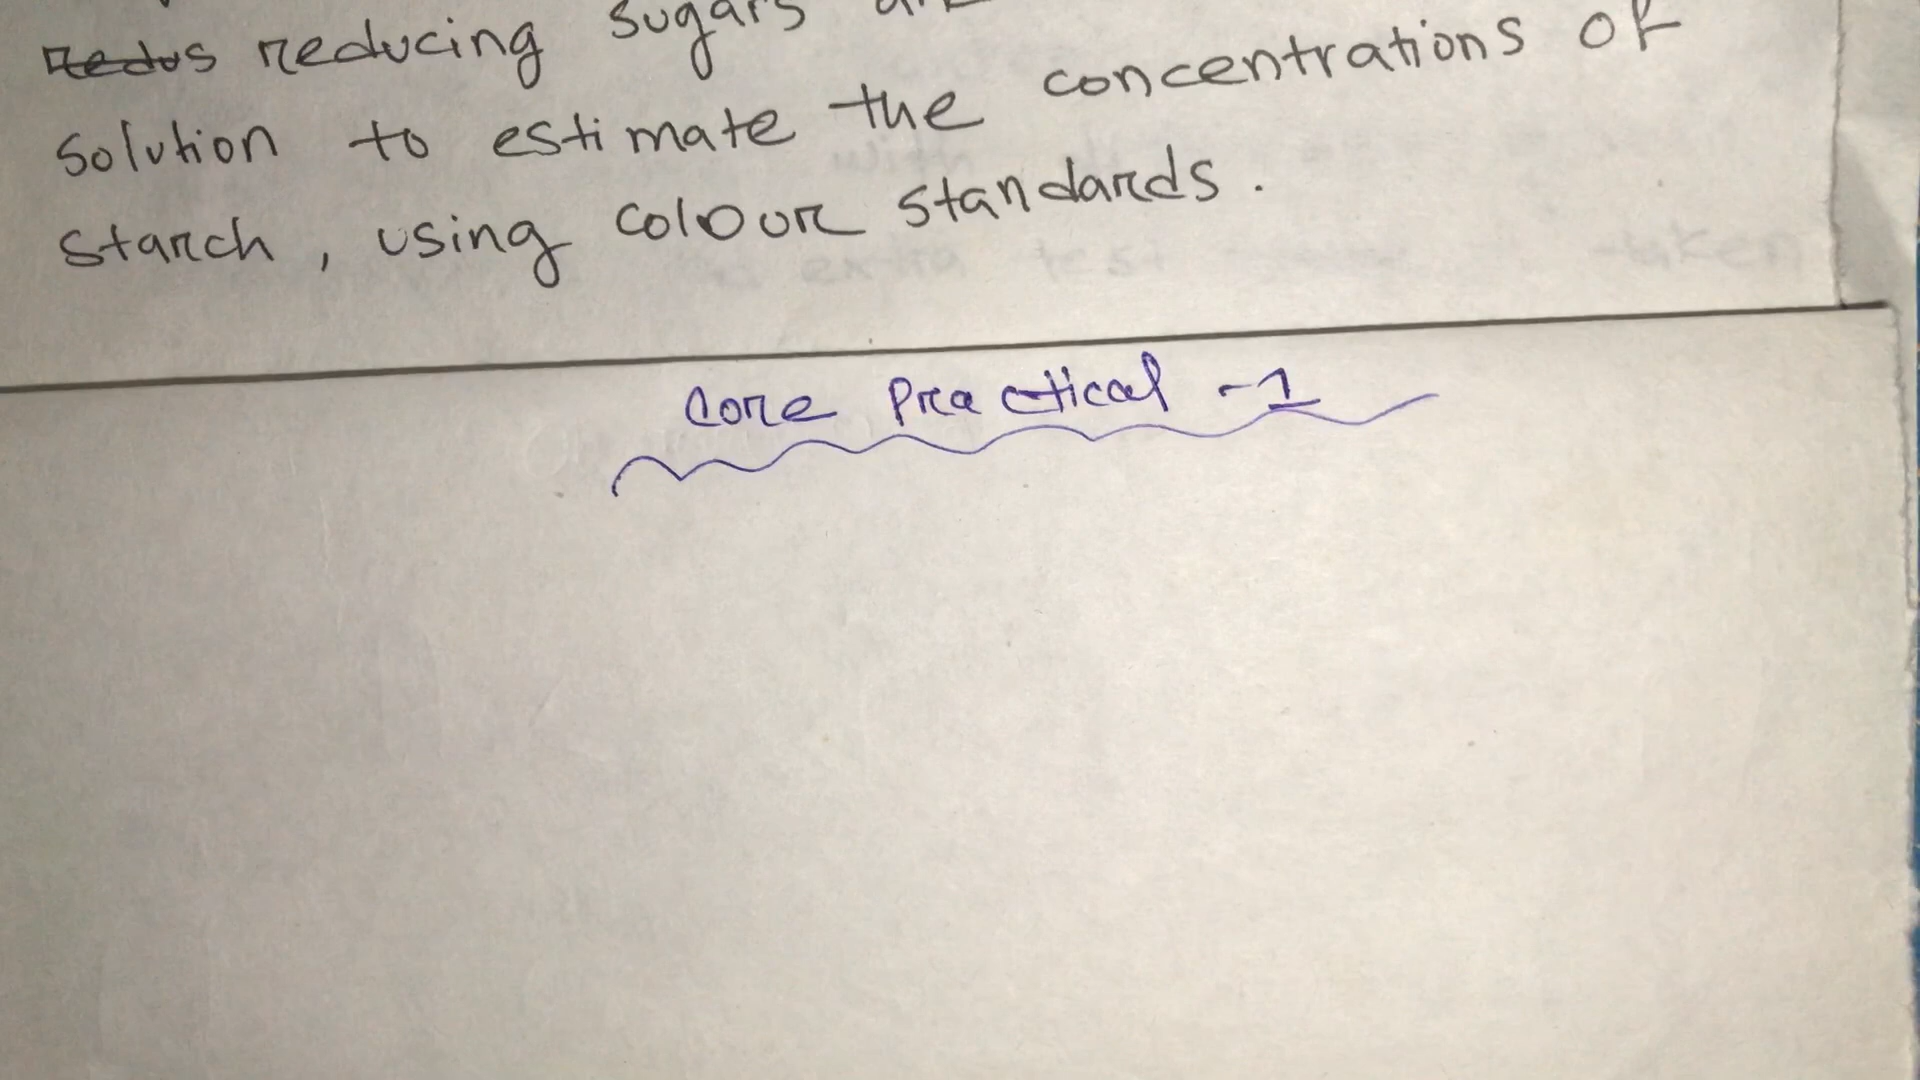 reducing sugars
solution to estimate the concentrations of
starch, using colour standards.
Core Practical -1